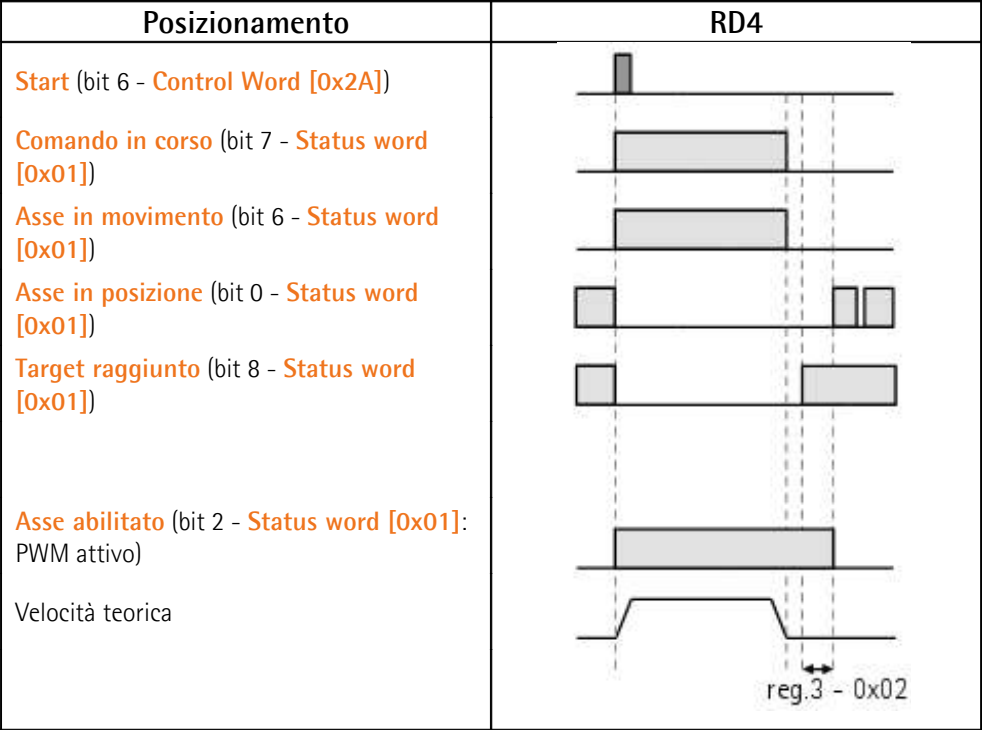 Posizionamento
RD4
Start (bit 6 - Control Word [0x2A])
Comando in corso (bit 7 - Status word
[0x01])
Asse in movimento (bit 6 - Status word
[0x01])
Asse in posizione (bit 0 - Status word
[0x01])
Target raggiunto (bit 8 - Status word
[0x01])
Asse abilitato (bit 2 - Status word [0x01]:
PWM attivo)
Velocità teorica
reg.3 - 0x02